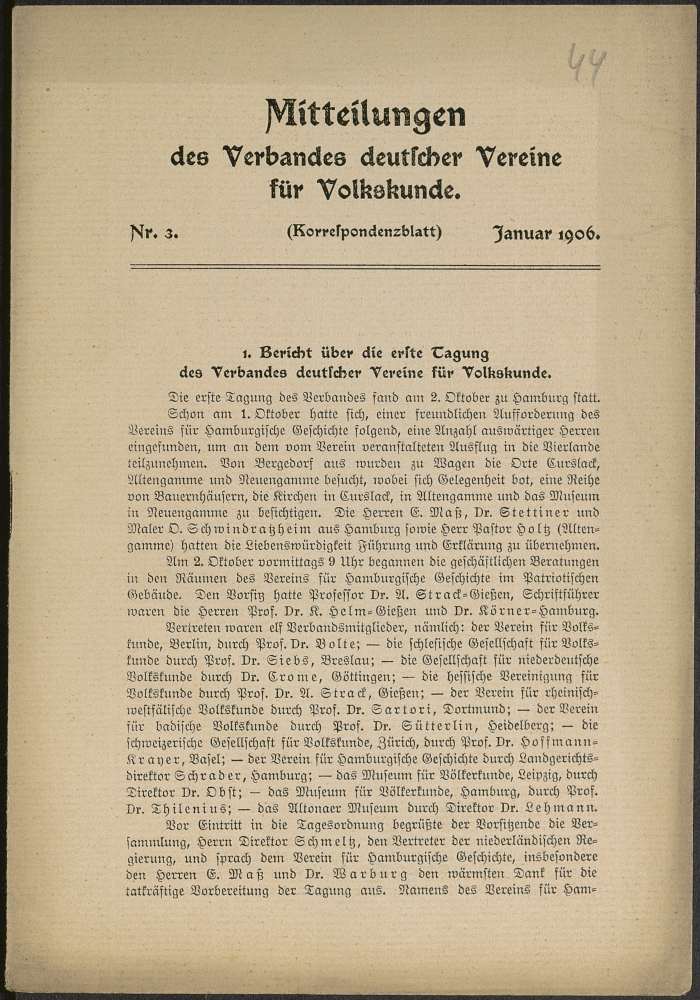 44
Mitteilungen
des Verbandes deutscher Vereine
für Volkskunde.
Nr. 3. (Korrespondenzblatt) Januar 1906.
1. Bericht über die erste Tagung
des Verbandes deutscher Vereine für Volkskunde.
Die erste Tagung des Verbandes fand am 2. Oktober zu Hamburg statt.
Schon am 1. Oktober hatte sich, einer freundlichen Aufforderung des
Vereins für Hamburgische Geschichte folgend, eine Anzahl auswärtiger Herren
eingefunden, um an dem vom Verein veranstalteten Ausflug in die Vierlande
teilzunehmen. Von Bergedorf aus wurden zu Wagen die Orte Curslack,
Altengamme und Neuengamme besucht, wobei sich Gelegenheit bot, eine Reihe
von Bauernhäusern, die Kirchen in Curslack, in Altengamme und das Museum
in Neuengamme zu besichtigen. Die Herren E. Maß, Dr. Stettiner und
Maler O. Schwindratzheim aus Hamburg sowie Herr Pastor Holtz (Alten-
gamme) hatten die Liebenswürdigkeit Führung und Erklärung zu übernehmen.
Am 2. Oktober vormittags 9 Uhr begannen die geschäftlichen Beratungen
in den Räumen des Vereins für Hamburgische Geschichte im Patriotischen
Gebäude. Den Vorsitz hatte Professor Dr. A. Strack-Gießen, Schriftführer
waren die Herren Prof. Dr. K. Helm-Gießen und Dr. Körner-Hamburg.
Vertreten waren elf Verbandsmitglieder, nämlich: der Verein für Volks-
kunde, Berlin, durch Prof. Dr. Bolte; — die schlesische Gesellschaft für Volks-
kunde durch Prof. Dr. Siebs, Breslau; — die Gesellschaft für niederdeutsche
Volkskunde durch Dr. Crome, Göttingen; — die hessische Vereinigung für
Volkskunde durch Prof. Dr. A. Strack, Gießen; — der Verein für rheinisch-
westfälische Volkskunde durch Prof. Dr. Sartori, Dortmund; — der Verein
für badische Volkskunde durch Prof. Dr. Sütterlin, Heidelberg; — die
schweizerische Gesellschaft für Volkskunde, Zürich, durch Prof. Dr. Hoffmann-
Krayer, Basel; — der Verein für Hamburgische Geschichte durch Landgerichts-
direktor Schrader, Hamburg; — das Museum für Völkerkunde, Leipzig, durch
Direktor Dr. Obst; — das Museum für Völkerkunde, Hamburg, durch Prof.
Dr. Thilenius; — das Altonaer Museum durch Direktor Dr. Lehmann.
Vor Eintritt in die Tagesordnung begrüßte der Vorsitzende die Ver-
sammlung, Herrn Direktor Schmeltz, den Vertreter der niederländischen Re-
gierung, und sprach dem Verein für Hamburgische Geschichte, insbesondere
den Herren E. Maß und Dr. Warburg den wärmsten Dank für die
tatkräftige Vorbereitung der Tagung aus. Namens des Vereins für Ham-